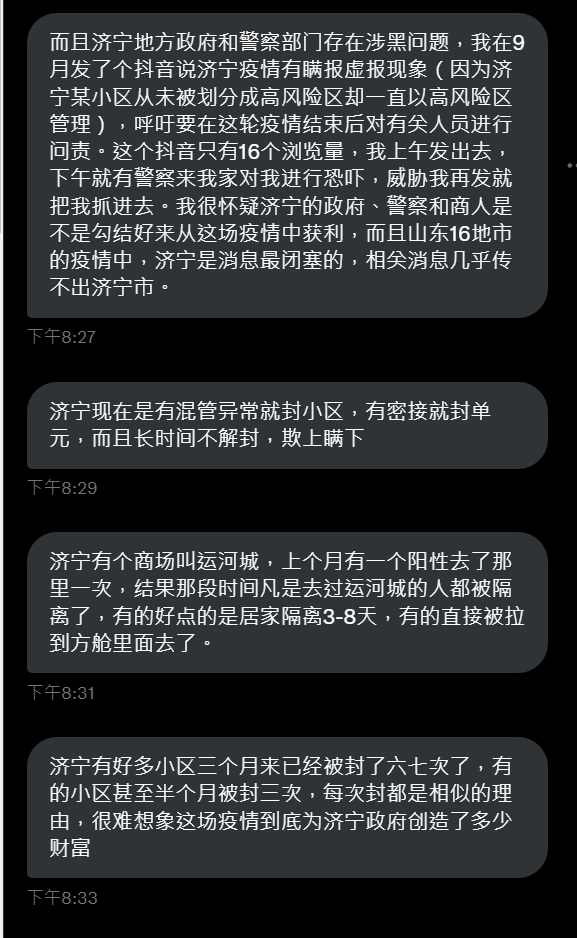 而且济宁地方政府和警察部门存在涉黑问题，我在9
月发了个抖音说济宁疫情有瞒报虚报现象（因为济
宁某小区从未被划分成高风险区却一直以高风险区
管理），呼吁要在这轮疫情结束后对有关人员进行
问责。这个抖音只有16个浏览量，我上午发出去，
下午就有警察来我家对我进行恐吓，威胁我再发就
把我抓进去。我很怀疑济宁的政府、警察和商人是
不是勾结好来从这场疫情中获利，而且山东16地市
的疫情中，济宁是消息最闭塞的，相关消息几乎传
不出济宁市。
下午8:27
济宁现在是有混管异常就封小区，有密接就封单
元，而且长时间不解封，欺上瞒下
下午8:29
济宁有个商场叫运河城，上个月有一个阳性去了那
里一次，结果那段时间凡是去过运河城的人都被隔
离了，有的好点的是居家隔离3-8天，有的直接被拉
到方舱里面去了。
下午8:31
济宁有好多小区三个月来已经被封了六七次了，有
的小区甚至半个月被封三次，每次封都是相似的理
由，很难想象这场疫情到底为济宁政府创造了多少
财富
下午8:33